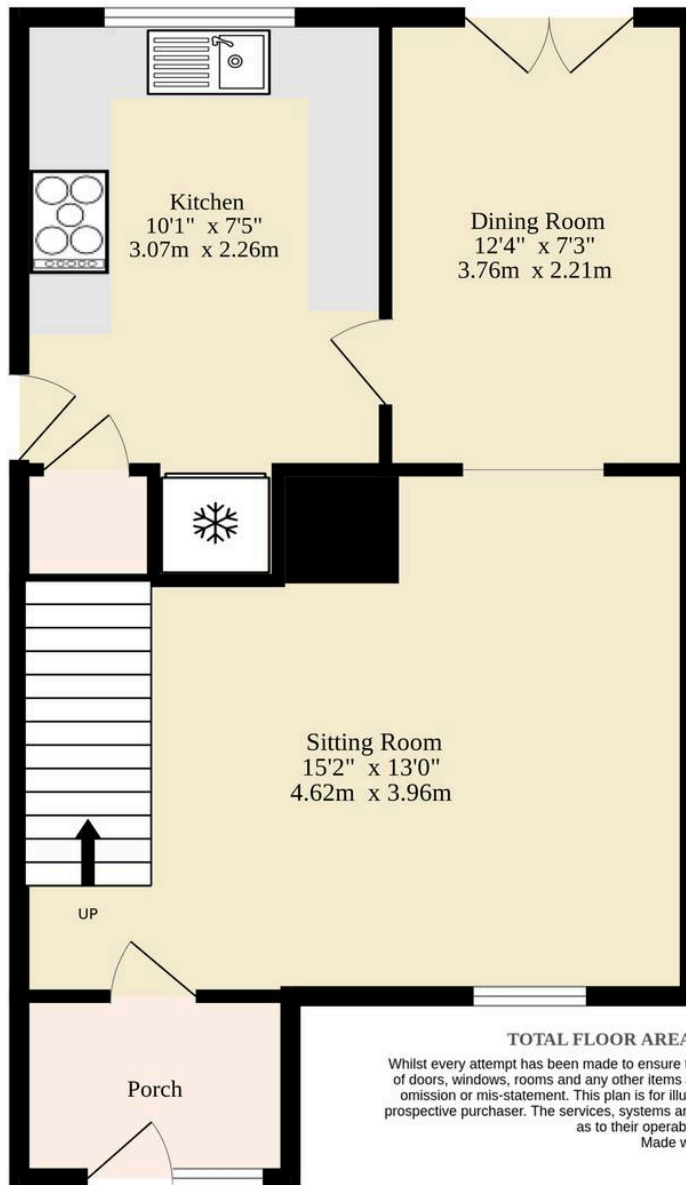 Kitchen
10'1" x 7'5"
3.07m x 2.26m
Dining Room
12'4" x 7'3"
3.76m x 2.21m
Sitting Room
15'2" x 13'0"
4.62m x 3.96m
UP
Porch
TOTAL FLOOR AREA
Whilst every attempt has been made to ensure
of doors, windows, rooms and any other items
omission or mis-statement. This plan is for
prospective purchaser. The services, systems
as to their
Made